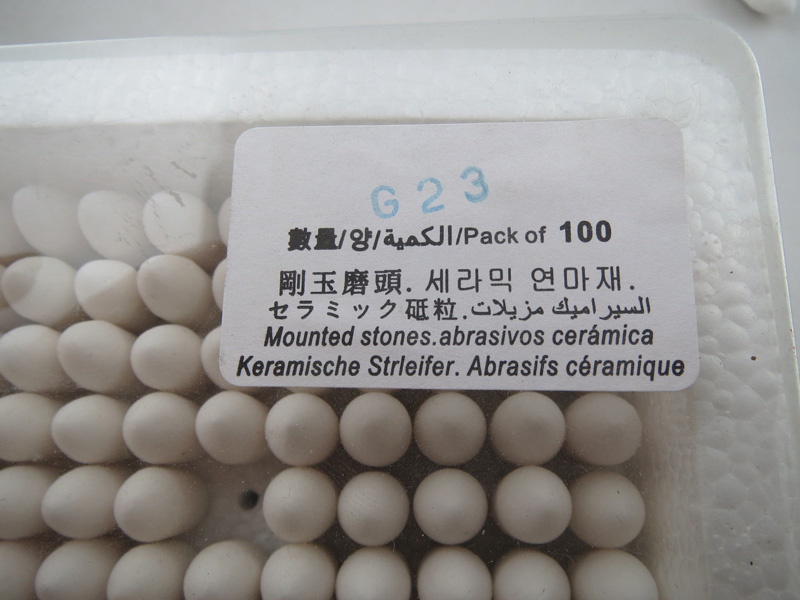 G23
數量/양/الكمية/Pack of 100
剛玉磨頭. 세라믹 연마재.
セラミック砥粒.السيراميك مزيلات
Mounted stones.abrasivos cerámica
Keramische Strleifer. Abrasifs céramique